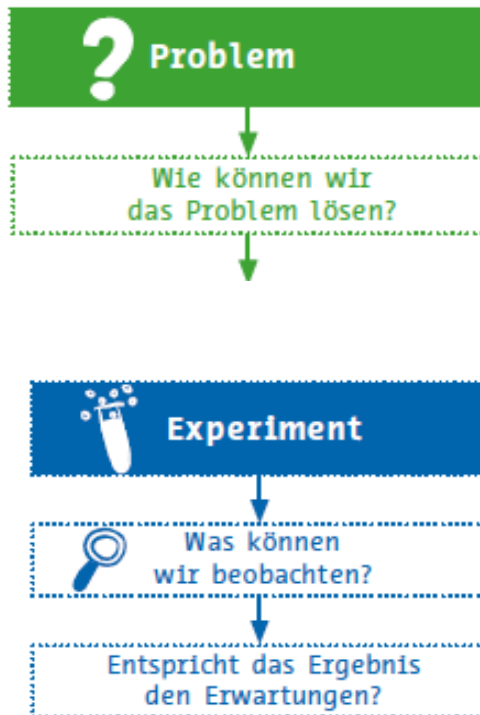 ? Problem
Wie können wir
das Problem lösen?
Experiment
Was können
wir beobachten?
Entspricht das Ergebnis
den Erwartungen?